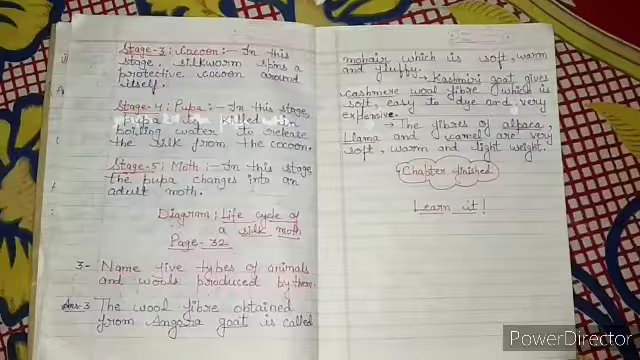 Stage-3: Cocoon:- In this
stage, silkworm spins a
protective cocoon around
itself.
Stage-4: Pupa:- In this stage,
pupa is killed in
boiling water to release
the silk from the cocoon.
Stage-5: Moth:- In this stage
the pupa changes into an
adult moth.
Diagram: Life cycle of
a silk moth
Page-32
3- Name five types of animals
and wools produced by them.
Ans-3 The wool fibre obtained
from Angora goat is called
mohair which is soft, warm
and fluffy.
→ Kashmiri goat gives
cashmere wool fibre which is
soft, easy to dye and very
expensive.
→ The fibres of alpaca,
Llama and camel are very
soft, warm and light weight.
Chapter finished
Learn it!
PowerDirector